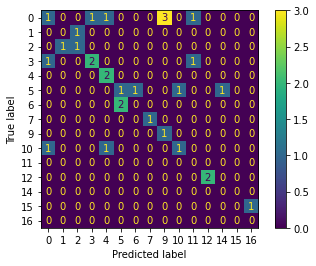 True label
0 1 0 0 1 1 0 0 0 3 0 1 0 0 0 0
1 0 0 1 0 0 0 0 0 0 0 0 0 0 0 0
2 0 1 1 0 0 0 0 0 0 0 0 0 0 0 0
3 1 0 0 2 0 0 0 0 0 0 1 0 0 0 0
4 0 0 0 0 2 0 0 0 0 0 0 0 0 0 0
5 0 0 0 0 0 1 1 0 0 1 0 0 1 0 0
6 0 0 0 0 0 2 0 0 0 0 0 0 0 0 0
7 0 0 0 0 0 0 0 1 0 0 0 0 0 0 0
9 0 0 0 0 0 0 0 0 1 0 0 0 0 0 0
10 1 0 0 0 1 0 0 0 0 1 0 0 0 0 0
11 0 0 0 0 0 0 0 0 0 0 0 0 0 0 0
12 0 0 0 0 0 0 0 0 0 0 0 2 0 0 0
14 0 0 0 0 0 0 0 0 0 0 0 0 0 0 0
15 0 0 0 0 0 0 0 0 0 0 0 0 0 0 1
16 0 0 0 0 0 0 0 0 0 0 0 0 0 0 0
0 1 2 3 4 5 6 7 9 10 11 12 14 15 16
Predicted label
3.0
2.5
2.0
1.5
1.0
0.5
0.0